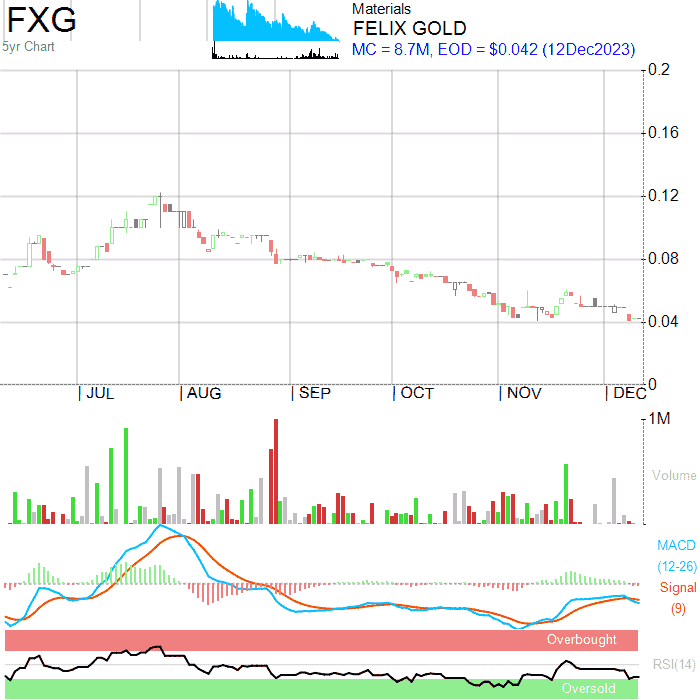 FXG
5yr Chart
Materials
FELIX GOLD
MC = 8.7M, EOD = $0.042 (12Dec2023)
0.2
0.16
0.12
0.08
0.04
0
JUL
AUG
SEP
OCT
NOV
DEC
1M
Volume
MACD
(12-26)
Signal
(9)
Overbought
RSI(14)
Oversold